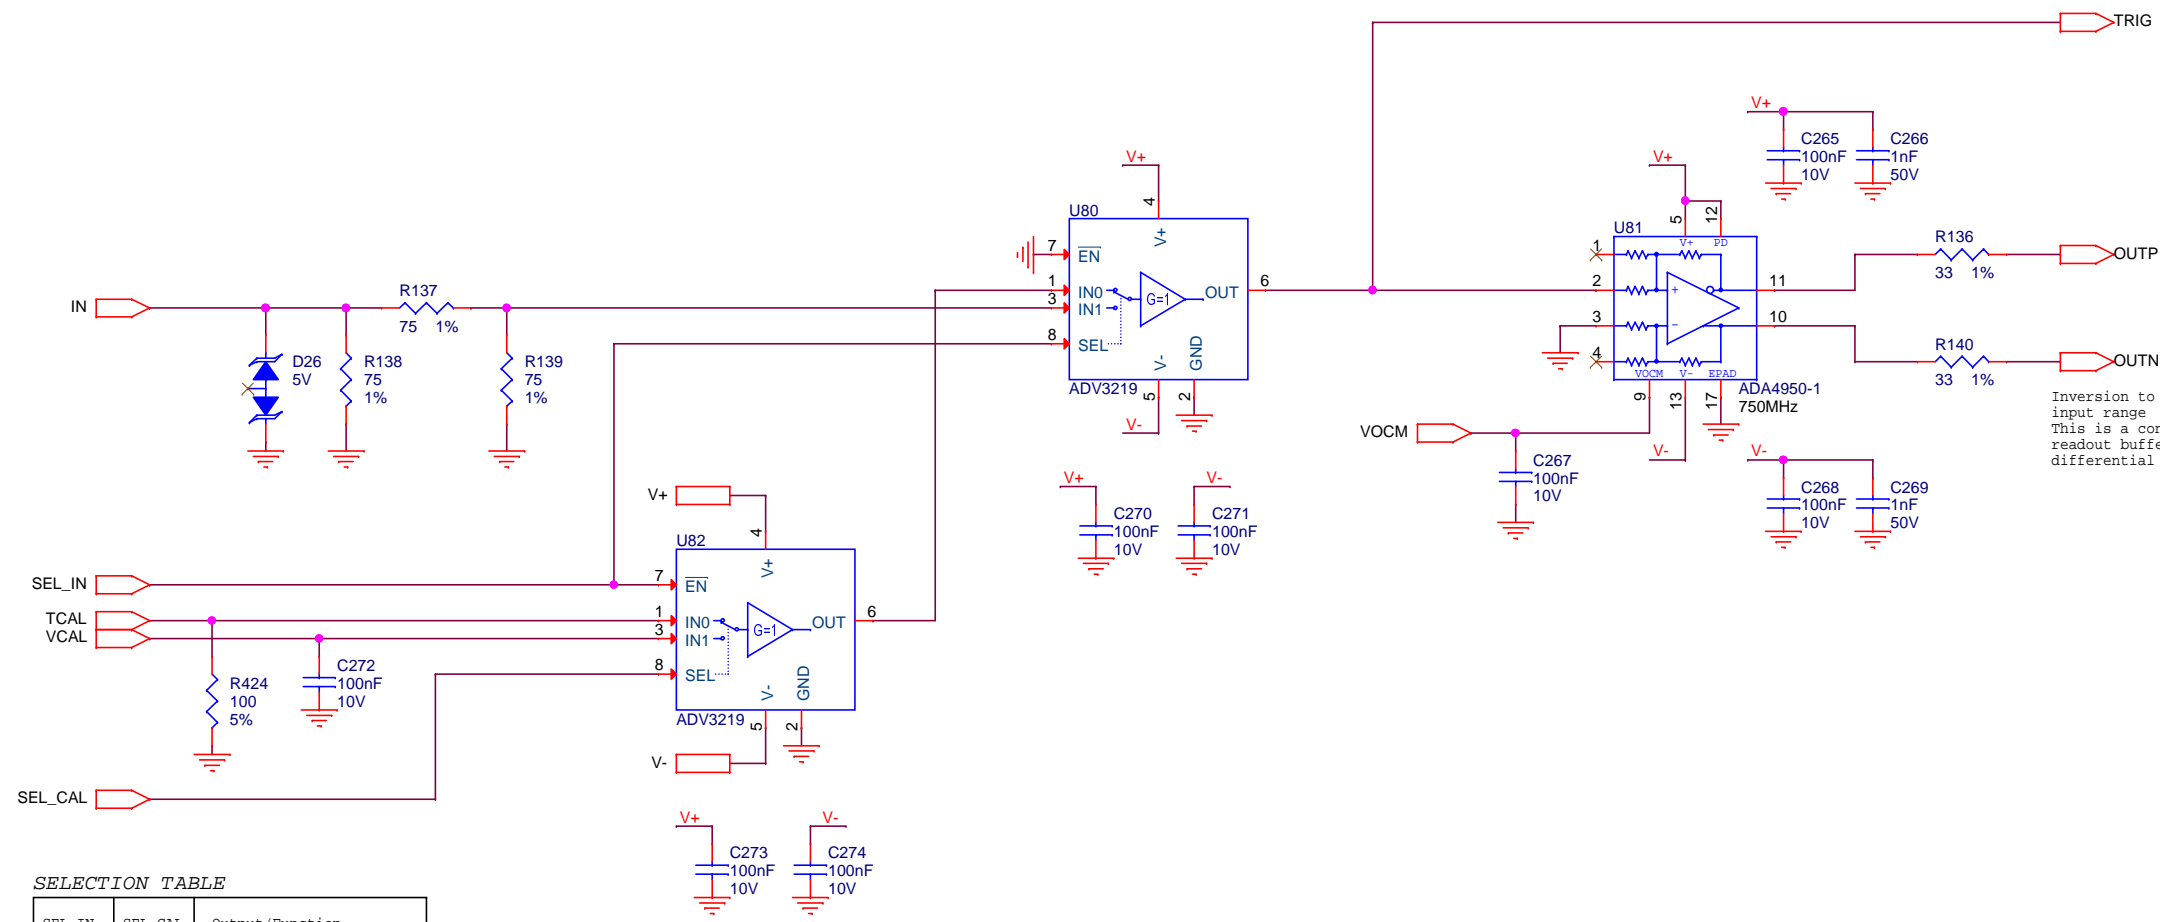 TRIG
V+
C265
100nF
10V
C266
1nF
50V
V+
V+
U80
4
V+
7
EN
1
IN0
3
IN1
G=1
OUT
6
8
SEL
V-
GND
ADV3219
5
2
V-
U81
5
12
V+
PD
1
2
+
3
-
4
11
10
VOCM
V-
EPAD
ADA4950-1
750MHz
9
13
17
V-
R136
33 1%
OUTP
R140
33 1%
OUTN
Inversion to
input range
This is a
readout
differential
IN
R137
75 1%
D26
5V
R138
75
1%
R139
75
1%
VOCM
C267
100nF
10V
V-
C268
100nF
10V
C269
1nF
50V
V+
C270
100nF
10V
V-
C271
100nF
10V
V+
U82
4
V+
SEL_IN
7
EN
TCAL
1
IN0
VCAL
3
IN1
G=1
OUT
6
8
SEL
V-
GND
ADV3219
5
2
V-
R424
100
5%
C272
100nF
10V
SEL_CAL
V+
C273
100nF
10V
V-
C274
100nF
10V
SELECTION TABLE
SEL_IN
SEL_CAL
Output/Function